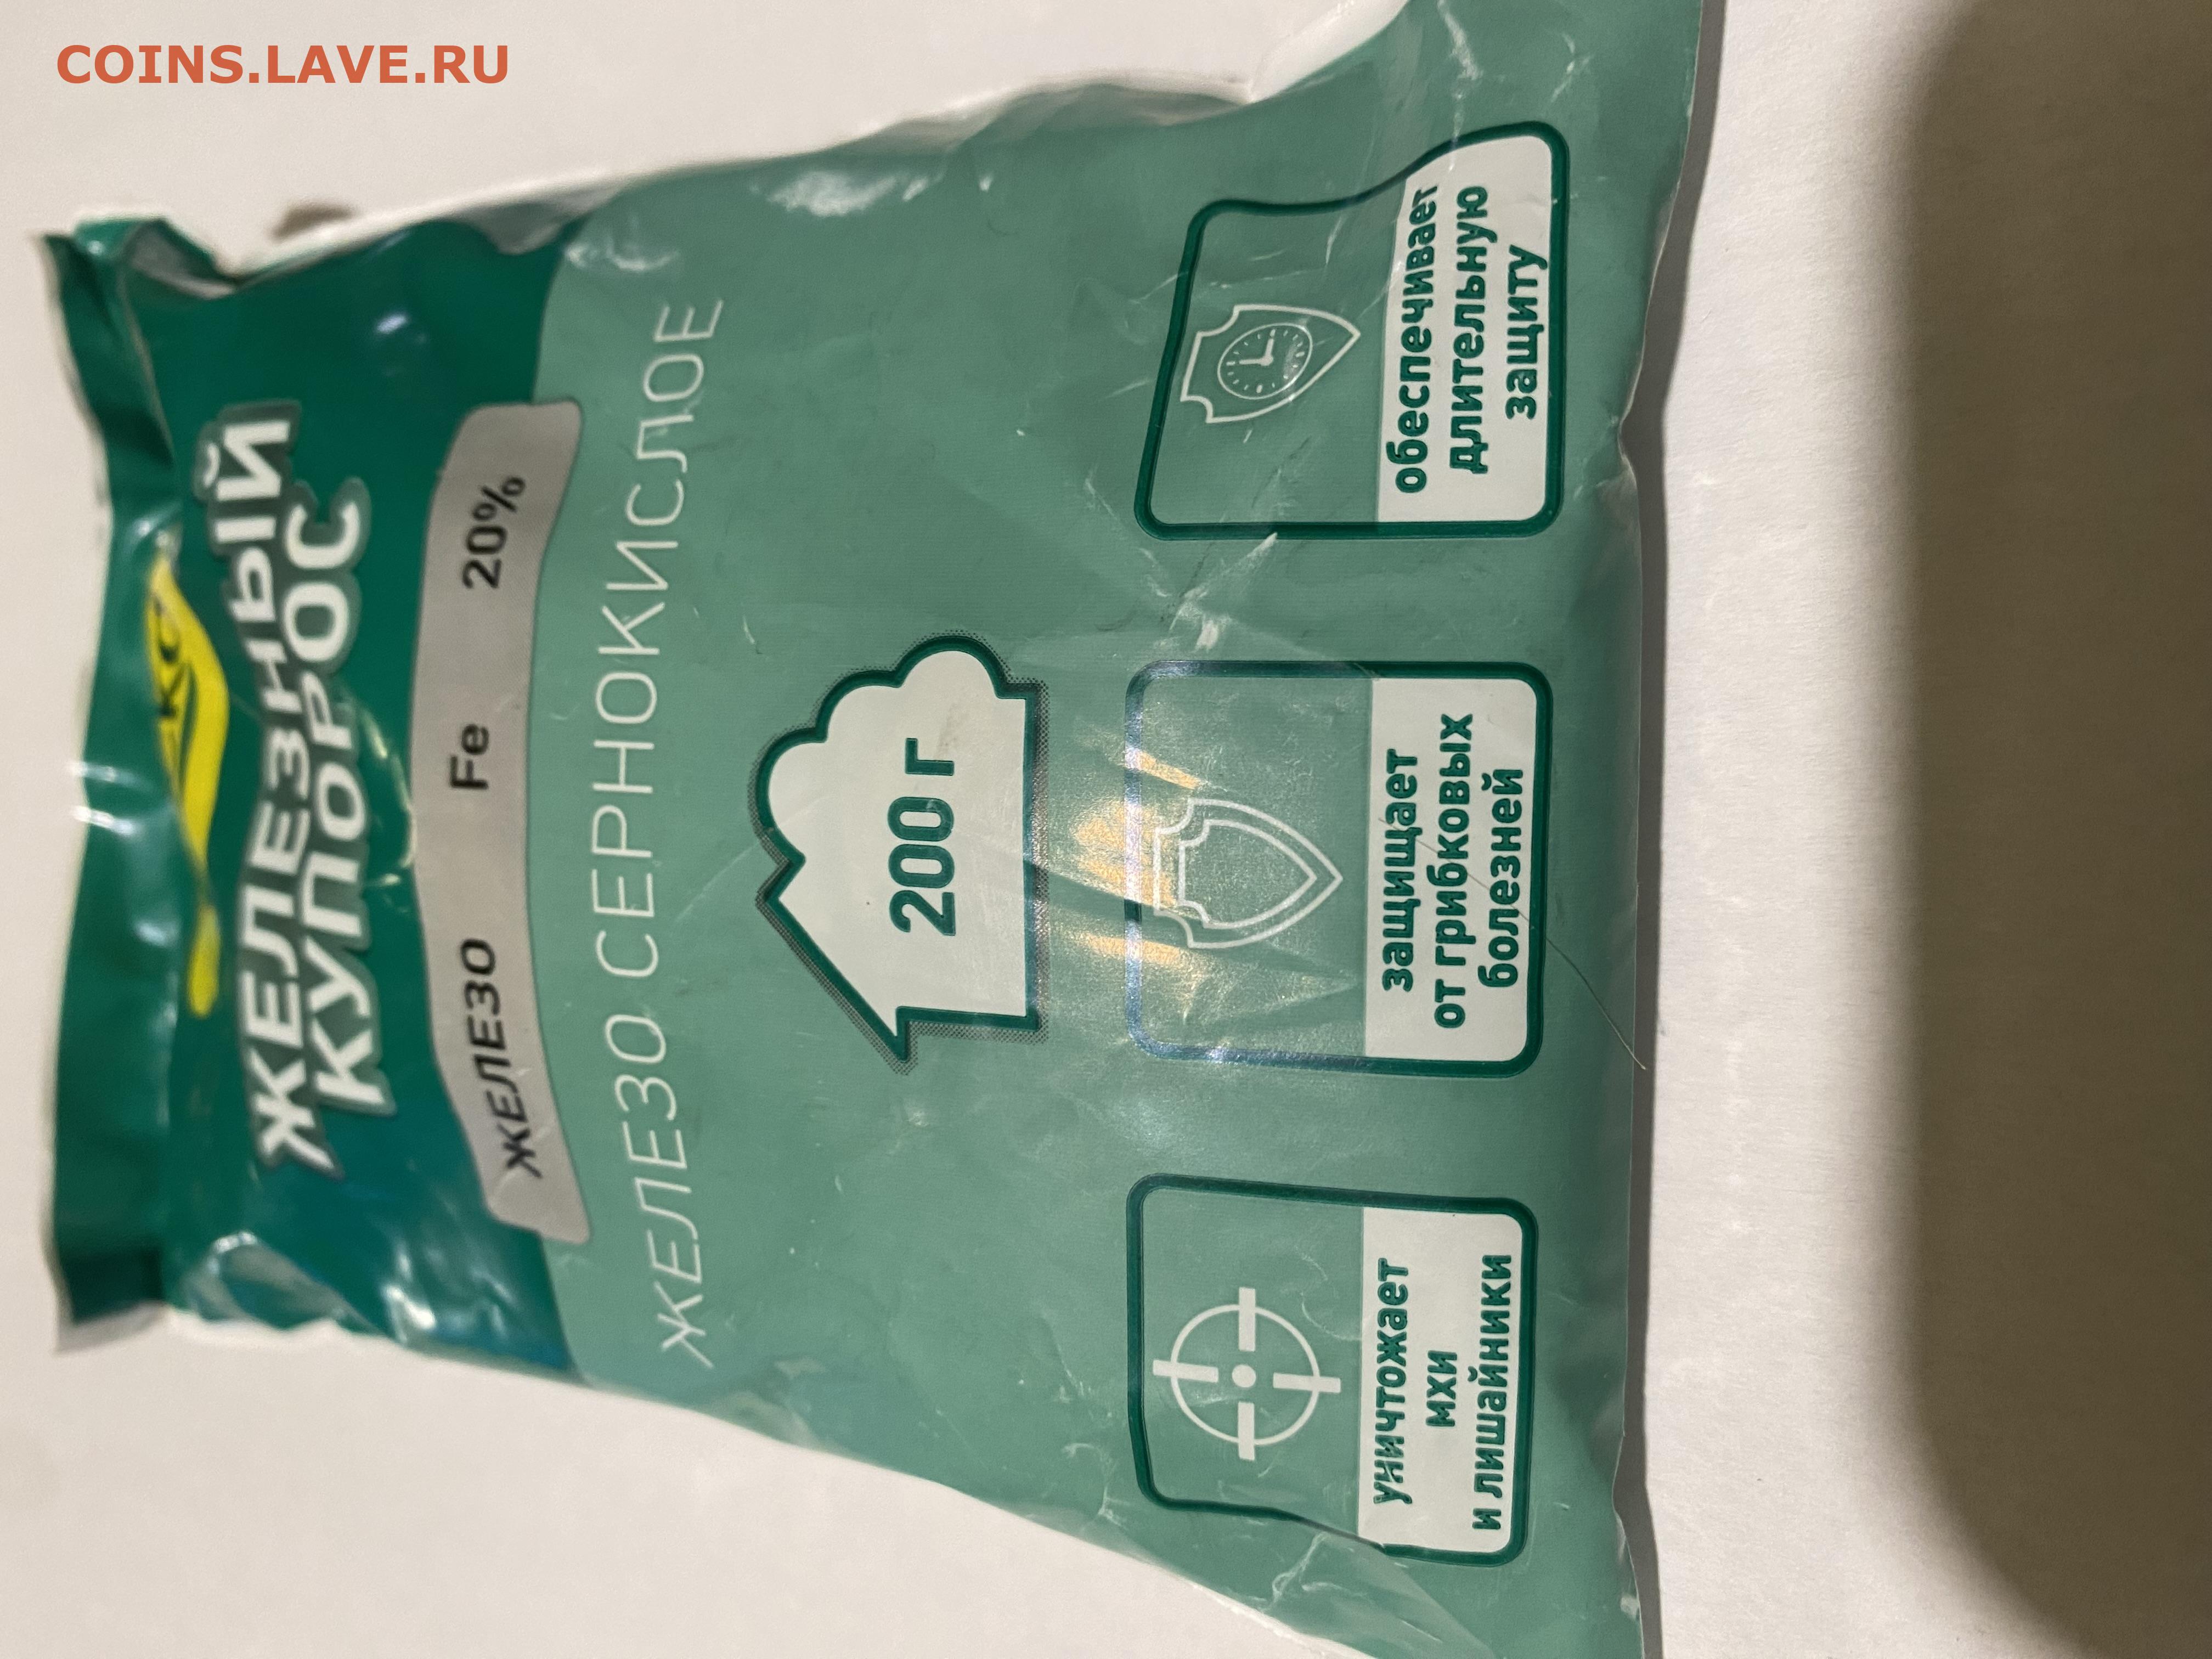 COINS.LAVE.RU
ЖЕЛЕЗНЫЙ
КУПОРОС
ЖЕЛЕЗО Fe 20%
ЖЕЛЕЗО СЕРНОКИСЛОЕ
200 г
уничтожает
мхи
и лишайники
защищает
от грибковых
болезней
обеспечивает
длительную
защиту